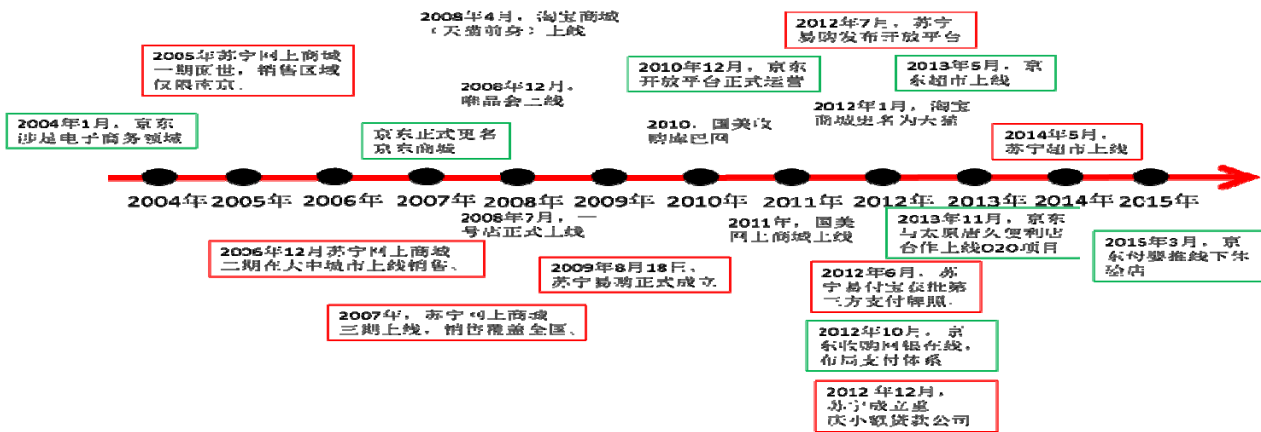 2008年4月，淘宝商城
（天猫前身）上线
2012年7月，苏宁
易购发布开放平台
2005年苏宁网上商城
一期面世，销售区域
仅限南京.
2010年12月，京东
开放平台正式运营
2013年5月，京
东超市上线
2008年12月，
唯品会二线
2012年1月，淘宝
商城更名为天猫
2004年1月，京东
涉足电子商务领域
京东正式更名
京东商城
2010．国美收
购库巴网
2014年5月，
苏宁超市上线
2004年 2005年 2006年 2007年 2008年 2009年 2010年 2011年 2012年 2013年 2014年 2015年
2008年7月，一
号店正式上线
2011年，国美
网上商城上线
2013年11月，京东
与太原唐久便利店
合作上线O2O项目
2006年12月苏宁网上商城
二期在大中城市上线销售、
2015年3月，京
东母婴推线下体
验店
2009年8月18日，
苏宁易购正式成立
2012年6月，苏
宁易付宝获批第
三方支付牌照.
2007年，苏宁网上商城
三期上线，销售覆盖全国、
2012年10月，京
东收购网银在线，
布局支付体系
2012 年12月，
苏宁成立重
庆小额贷款公司